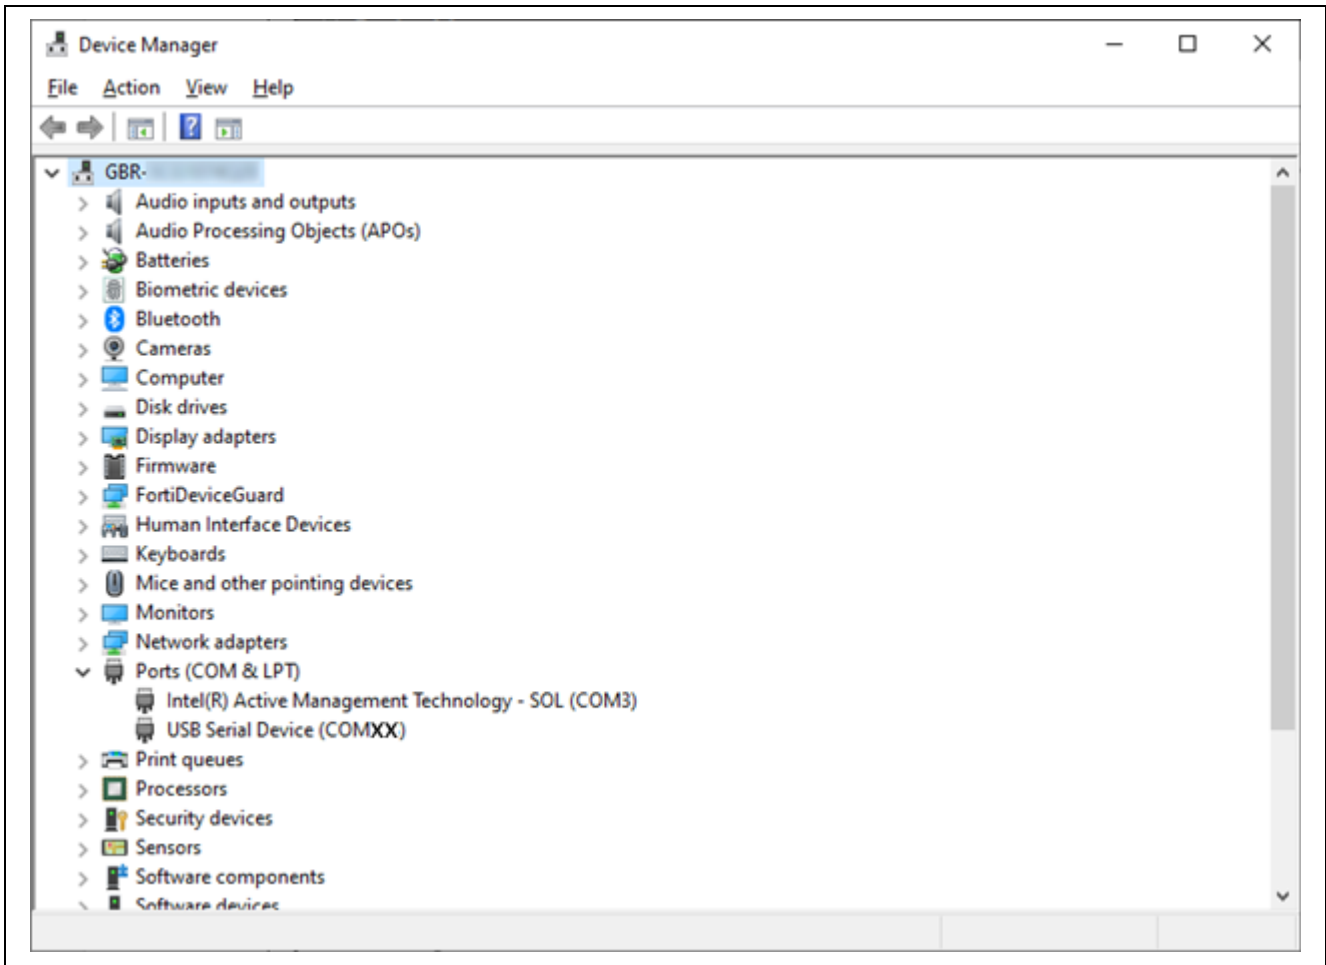 Device Manager
File Action View Help
GBR-
Audio inputs and outputs
Audio Processing Objects (APOs)
Batteries
Biometric devices
Bluetooth
Cameras
Computer
Disk drives
Display adapters
Firmware
FortiDeviceGuard
Human Interface Devices
Keyboards
Mice and other pointing devices
Monitors
Network adapters
Ports (COM & LPT)
Intel(R) Active Management Technology - SOL (COM3)
USB Serial Device (COMXX)
Print queues
Processors
Security devices
Sensors
Software components
Software devices